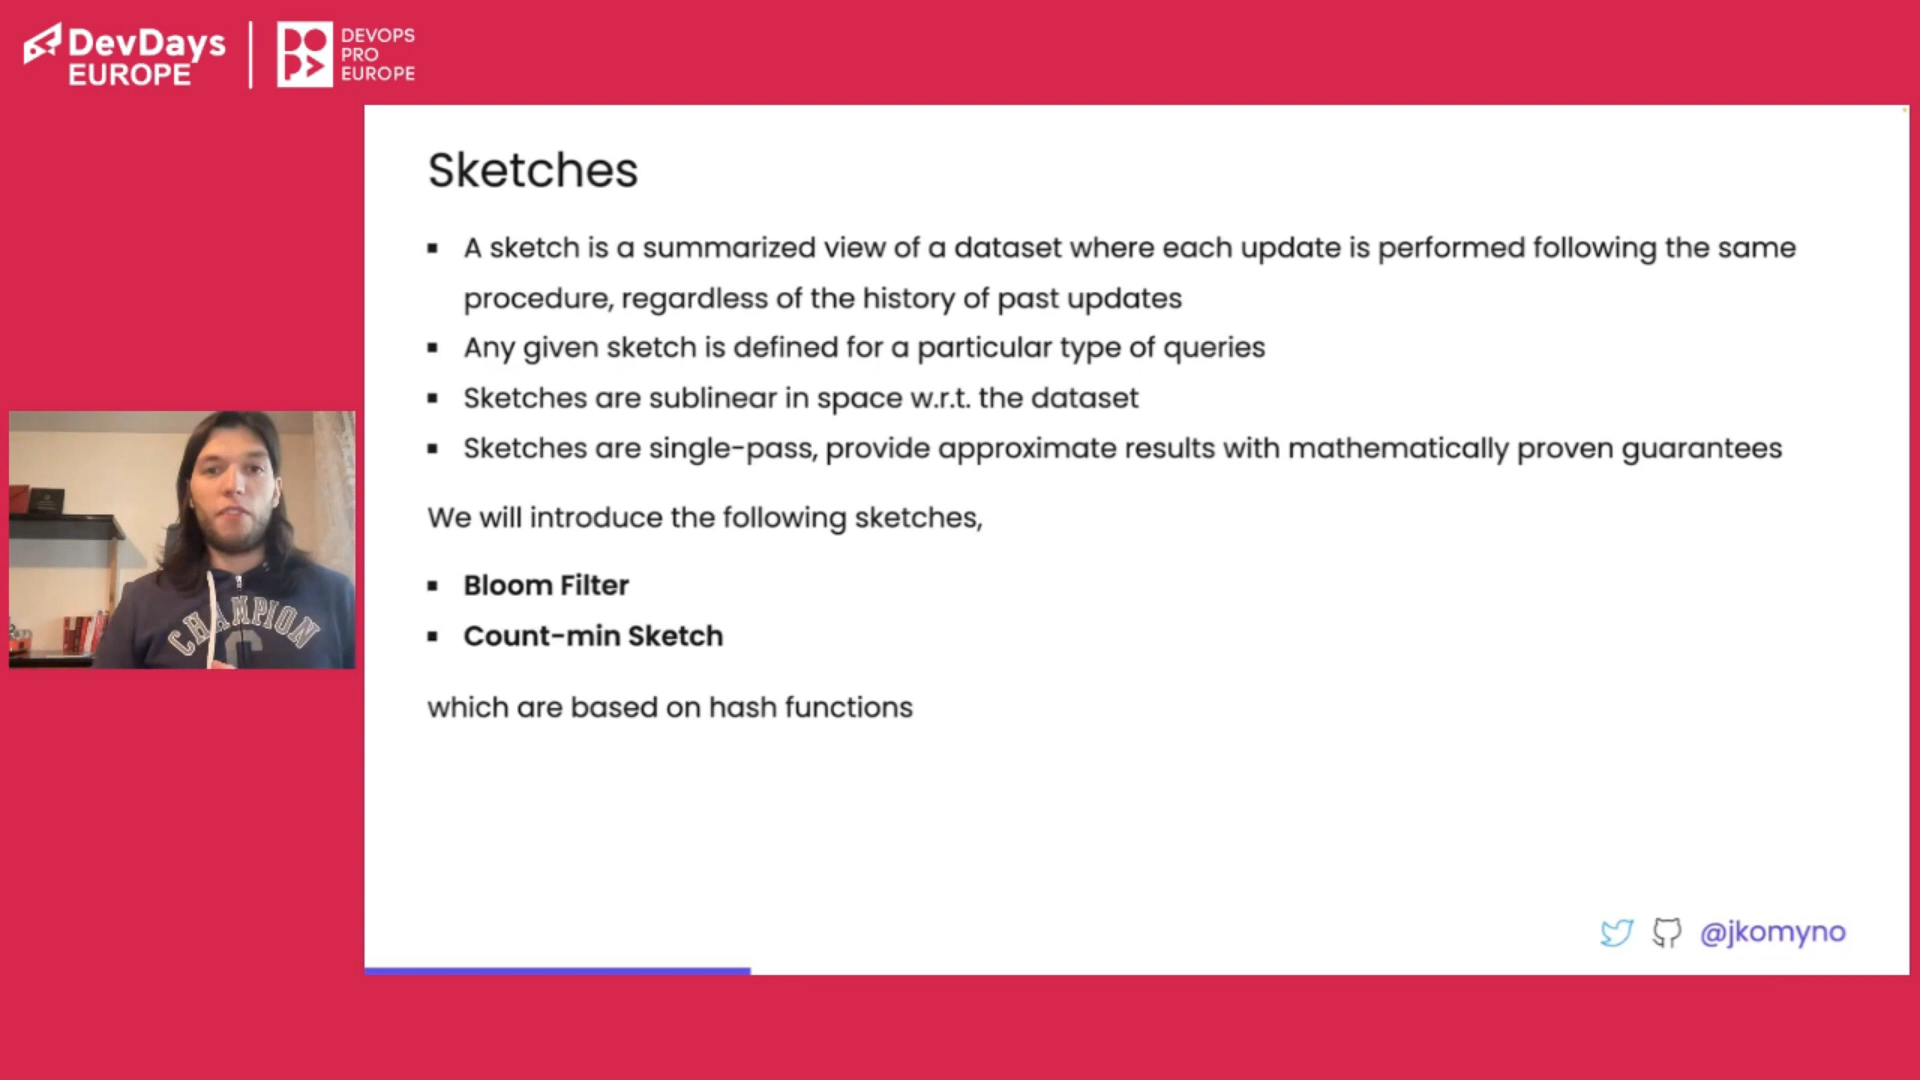 DevDays
EUROPE
DEVOPS
PRO
EUROPE
Sketches
A sketch is a summarized view of a dataset where each update is performed following the same
procedure, regardless of the history of past updates
Any given sketch is defined for a particular type of queries
Sketches are sublinear in space w.r.t. the dataset
Sketches are single-pass, provide approximate results with mathematically proven guarantees
We will introduce the following sketches,
Bloom Filter
Count-min Sketch
which are based on hash functions
CHAMPION
C
@jkomyno